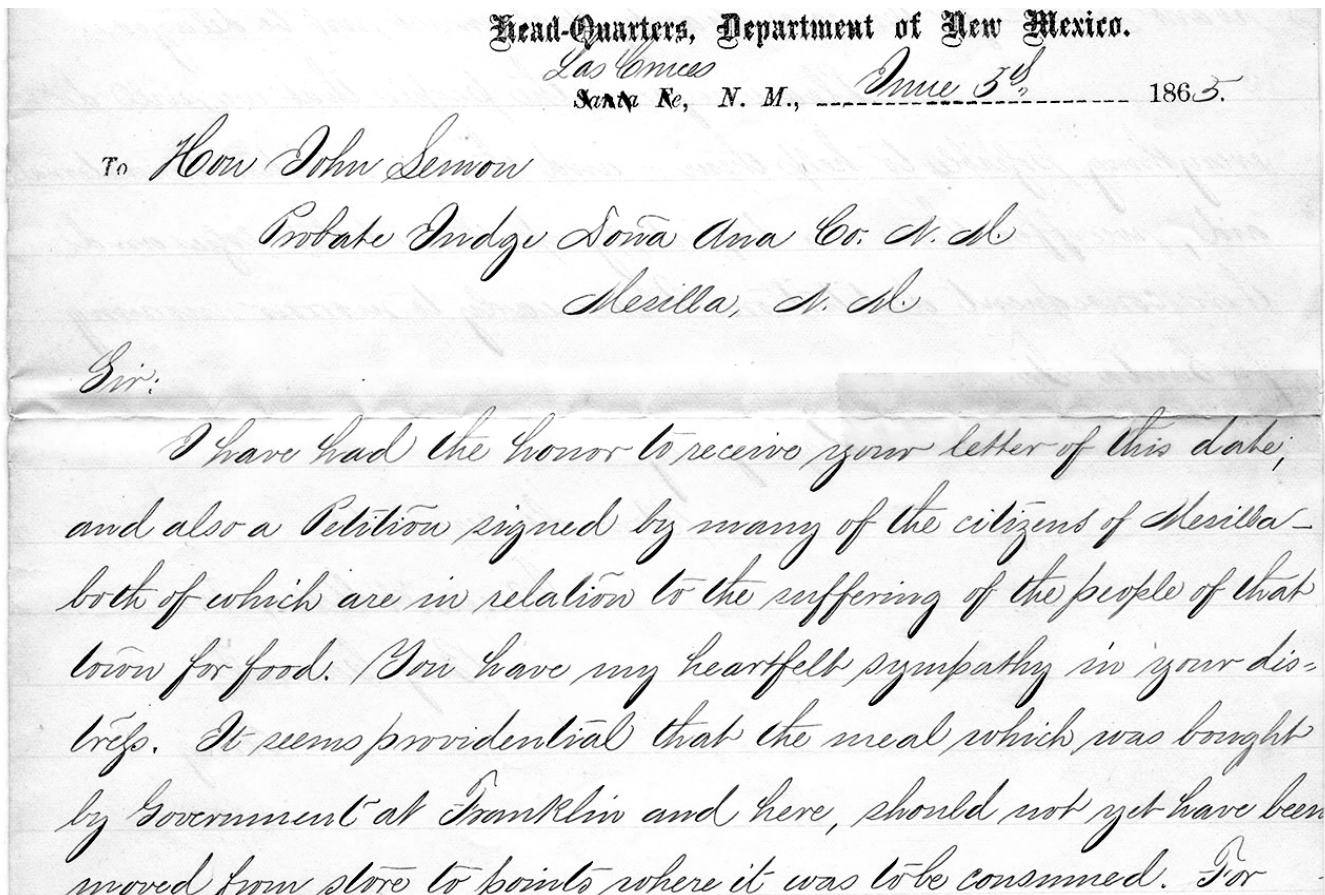 Head-Quarters, Department of New Mexico.
Las Cruces
Santa Fe, N. M., June 5th, 1865.
To Hon John Lemon
Probate Judge Doña Ana Co. N. M.
Mesilla, N. M.
Sir:
I have had the honor to receive your letter of this date,
and also a Petition signed by many of the citizens of Mesilla—
both of which are in relation to the suffering of the people of that
town for food. You have my heartfelt sympathy in your dis=
tress. It seems providential that the meal which was bought
by Government at Franklin and here, should not yet have been
moved from store to points where it was to be consumed. For